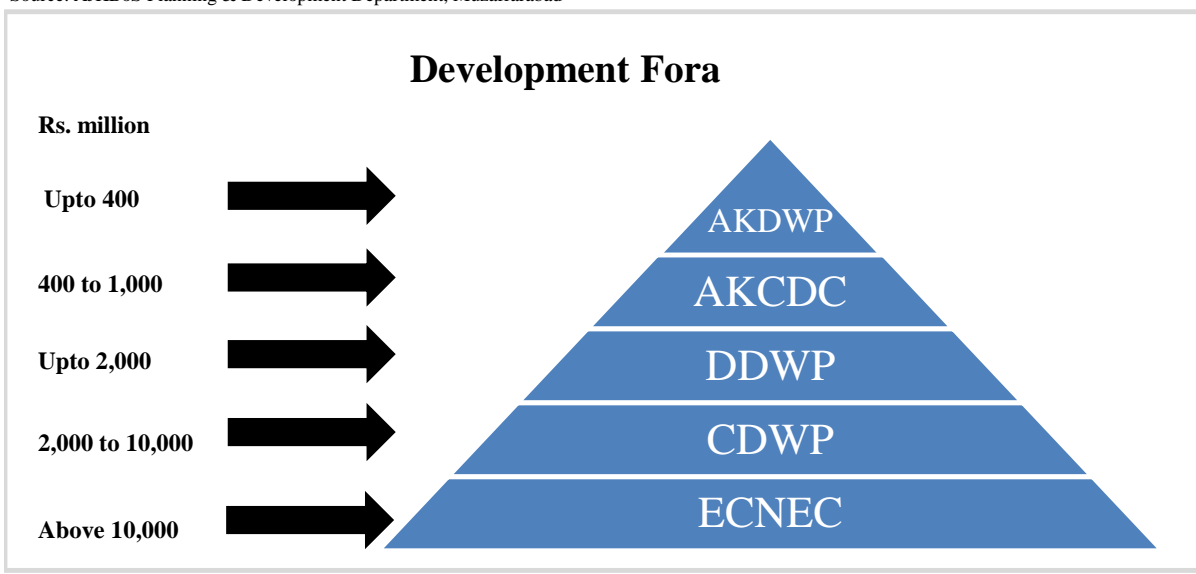 Development Fora
Rs. million
Upto 400
AKDWP
400 to 1,000
AKCDC
Upto 2,000
DDWP
2,000 to 10,000
CDWP
Above 10,000
ECNEC